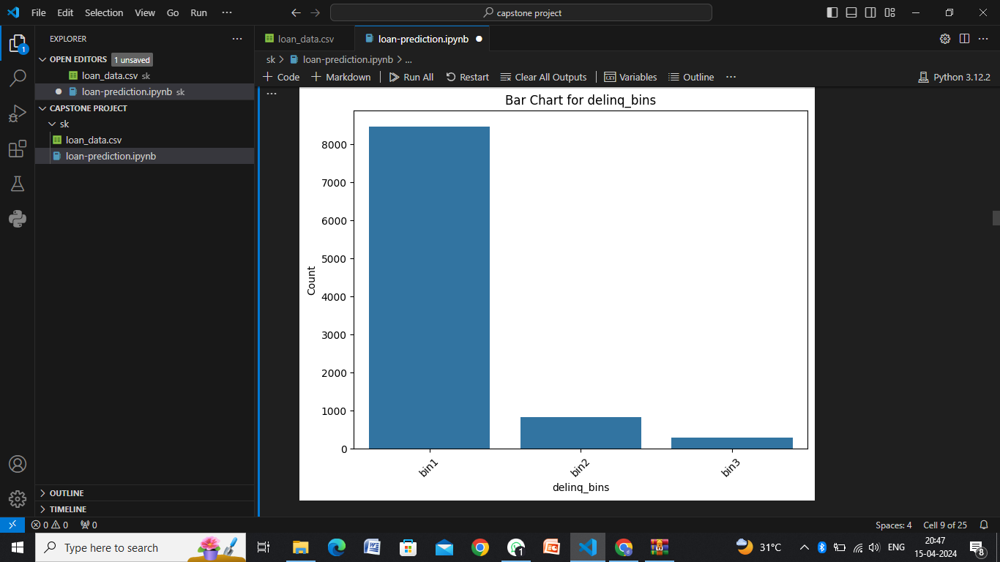 File Edit Selection View Go Run ···
capstone project
EXPLORER ···
OPEN EDITORS 1 unsaved
loan_data.csv sk
loan-prediction.ipynb sk
CAPSTONE PROJECT
sk
loan_data.csv
loan-prediction.ipynb
OUTLINE
TIMELINE
loan_data.csv loan-prediction.ipynb
sk > loan-prediction.ipynb > ...
+ Code + Markdown | Run All Restart Clear All Outputs | Variables Outline ··· Python 3.12.2
Bar Chart for delinq_bins
8000
7000
6000
5000
4000
3000
2000
1000
0
Count
bin1 bin2 bin3
delinq_bins
0 0 0 Spaces: 4 Cell 9 of 25
Type here to search 1 31°C ENG 20:47
15-04-2024 8